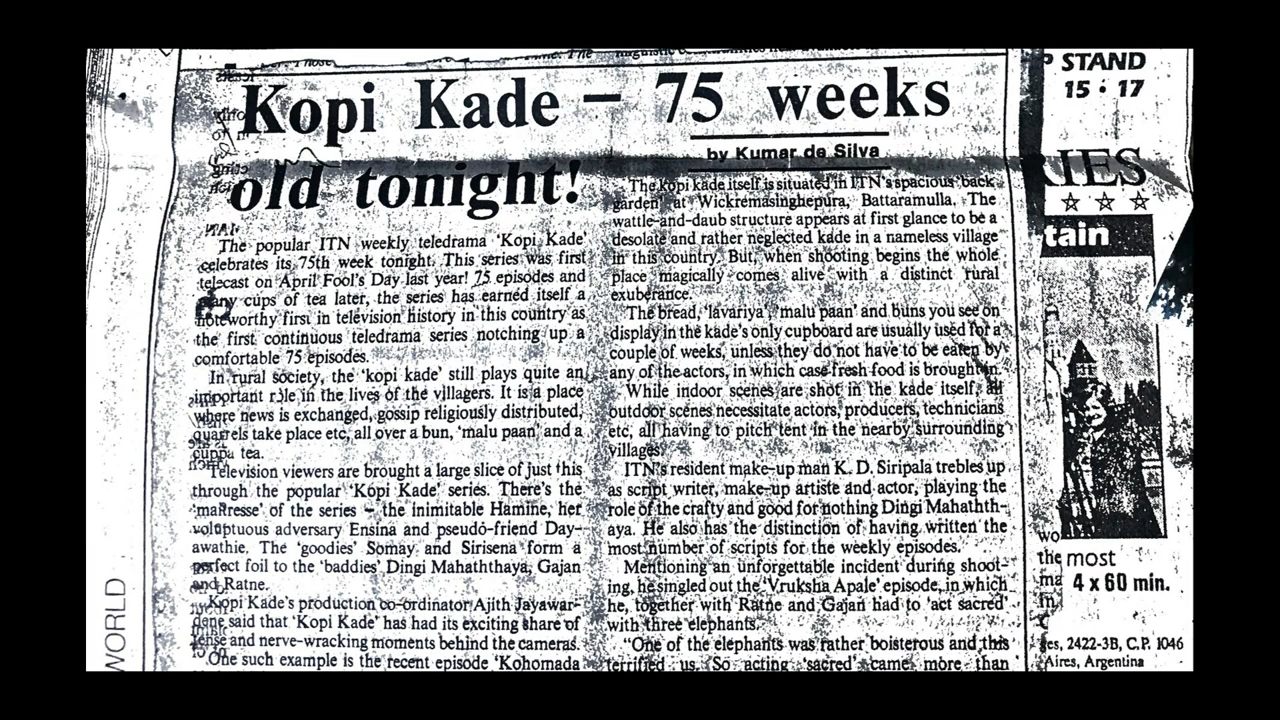 Kopi Kade – 75 weeks
old tonight!
by Kumar de Silva
The popular ITN weekly teledrama 'Kopi Kade'
celebrates its 75th week tonight. This series was first
telecast on April Fool's Day last year! 75 episodes and
many cups of tea later, the series has earned itself a
noteworthy first in television history in this country as
the first continuous teledrama series notching up a
comfortable 75 episodes.
In rural society, the 'kopi kade' still plays quite an
important role in the lives of the villagers. It is a place
where news is exchanged, gossip religiously distributed,
quarrels take place etc, all over a bun, 'malu paan' and a
cuppa tea.
Television viewers are brought a large slice of just this
through the popular 'Kopi Kade' series. There's the
of the series – the inimitable Hamine, her
voluptuous adversary Ensina and pseudo-friend Day-
awathie. The 'goodies' Somay and Sirisena form a
perfect foil to the 'baddies' Dingi Mahaththaya, Gajan
and Ratne.
Kopi Kade's production co-ordinator Ajith Jayawar-
dene said that 'Kopi Kade' has had its exciting share of
tense and nerve-wracking moments behind the cameras.
One such example is the recent episode 'Kohomada
The kopi kade itself is situated in ITN's spacious back
garden at Wickremasinghepura, Battaramulla. The
wattle-and-daub structure appears at first glance to be a
desolate and rather neglected kade in a nameless village
in this country. But, when shooting begins the whole
place magically comes alive with a distinct rural
exuberance.
The bread, 'lavariya', 'malu paan' and buns you see on
display in the kade's only cupboard are usually used for a
couple of weeks, unless they do not have to be eaten by
any of the actors, in which case fresh food is brought in.
While indoor scenes are shot in the kade itself, all
outdoor scenes necessitate actors, producers, technicians
etc, all having to pitch tent in the nearby surrounding
villages.
ITN's resident make-up man K. D. Siripala trebles up
as script writer, make-up artiste and actor, playing the
role of the crafty and good for nothing Dingi Mahathth-
aya. He also has the distinction of having written the
most number of scripts for the weekly episodes.
Mentioning an unforgettable incident during shoot-
ing, he singled out the 'Vruksha Apale' episode, in which
he, together with Ratne and Gajan had to 'act sacred'
with three elephants.
"One of the elephants was rather boisterous and this
terrified us. So acting 'sacred' came more than
STAND
15 · 17
RIES
☆ ☆ ☆
tain
wo
the most
ma 4 x 60 min.
2422-3B, C.P. 1046
Aires, Argentina
WORLD